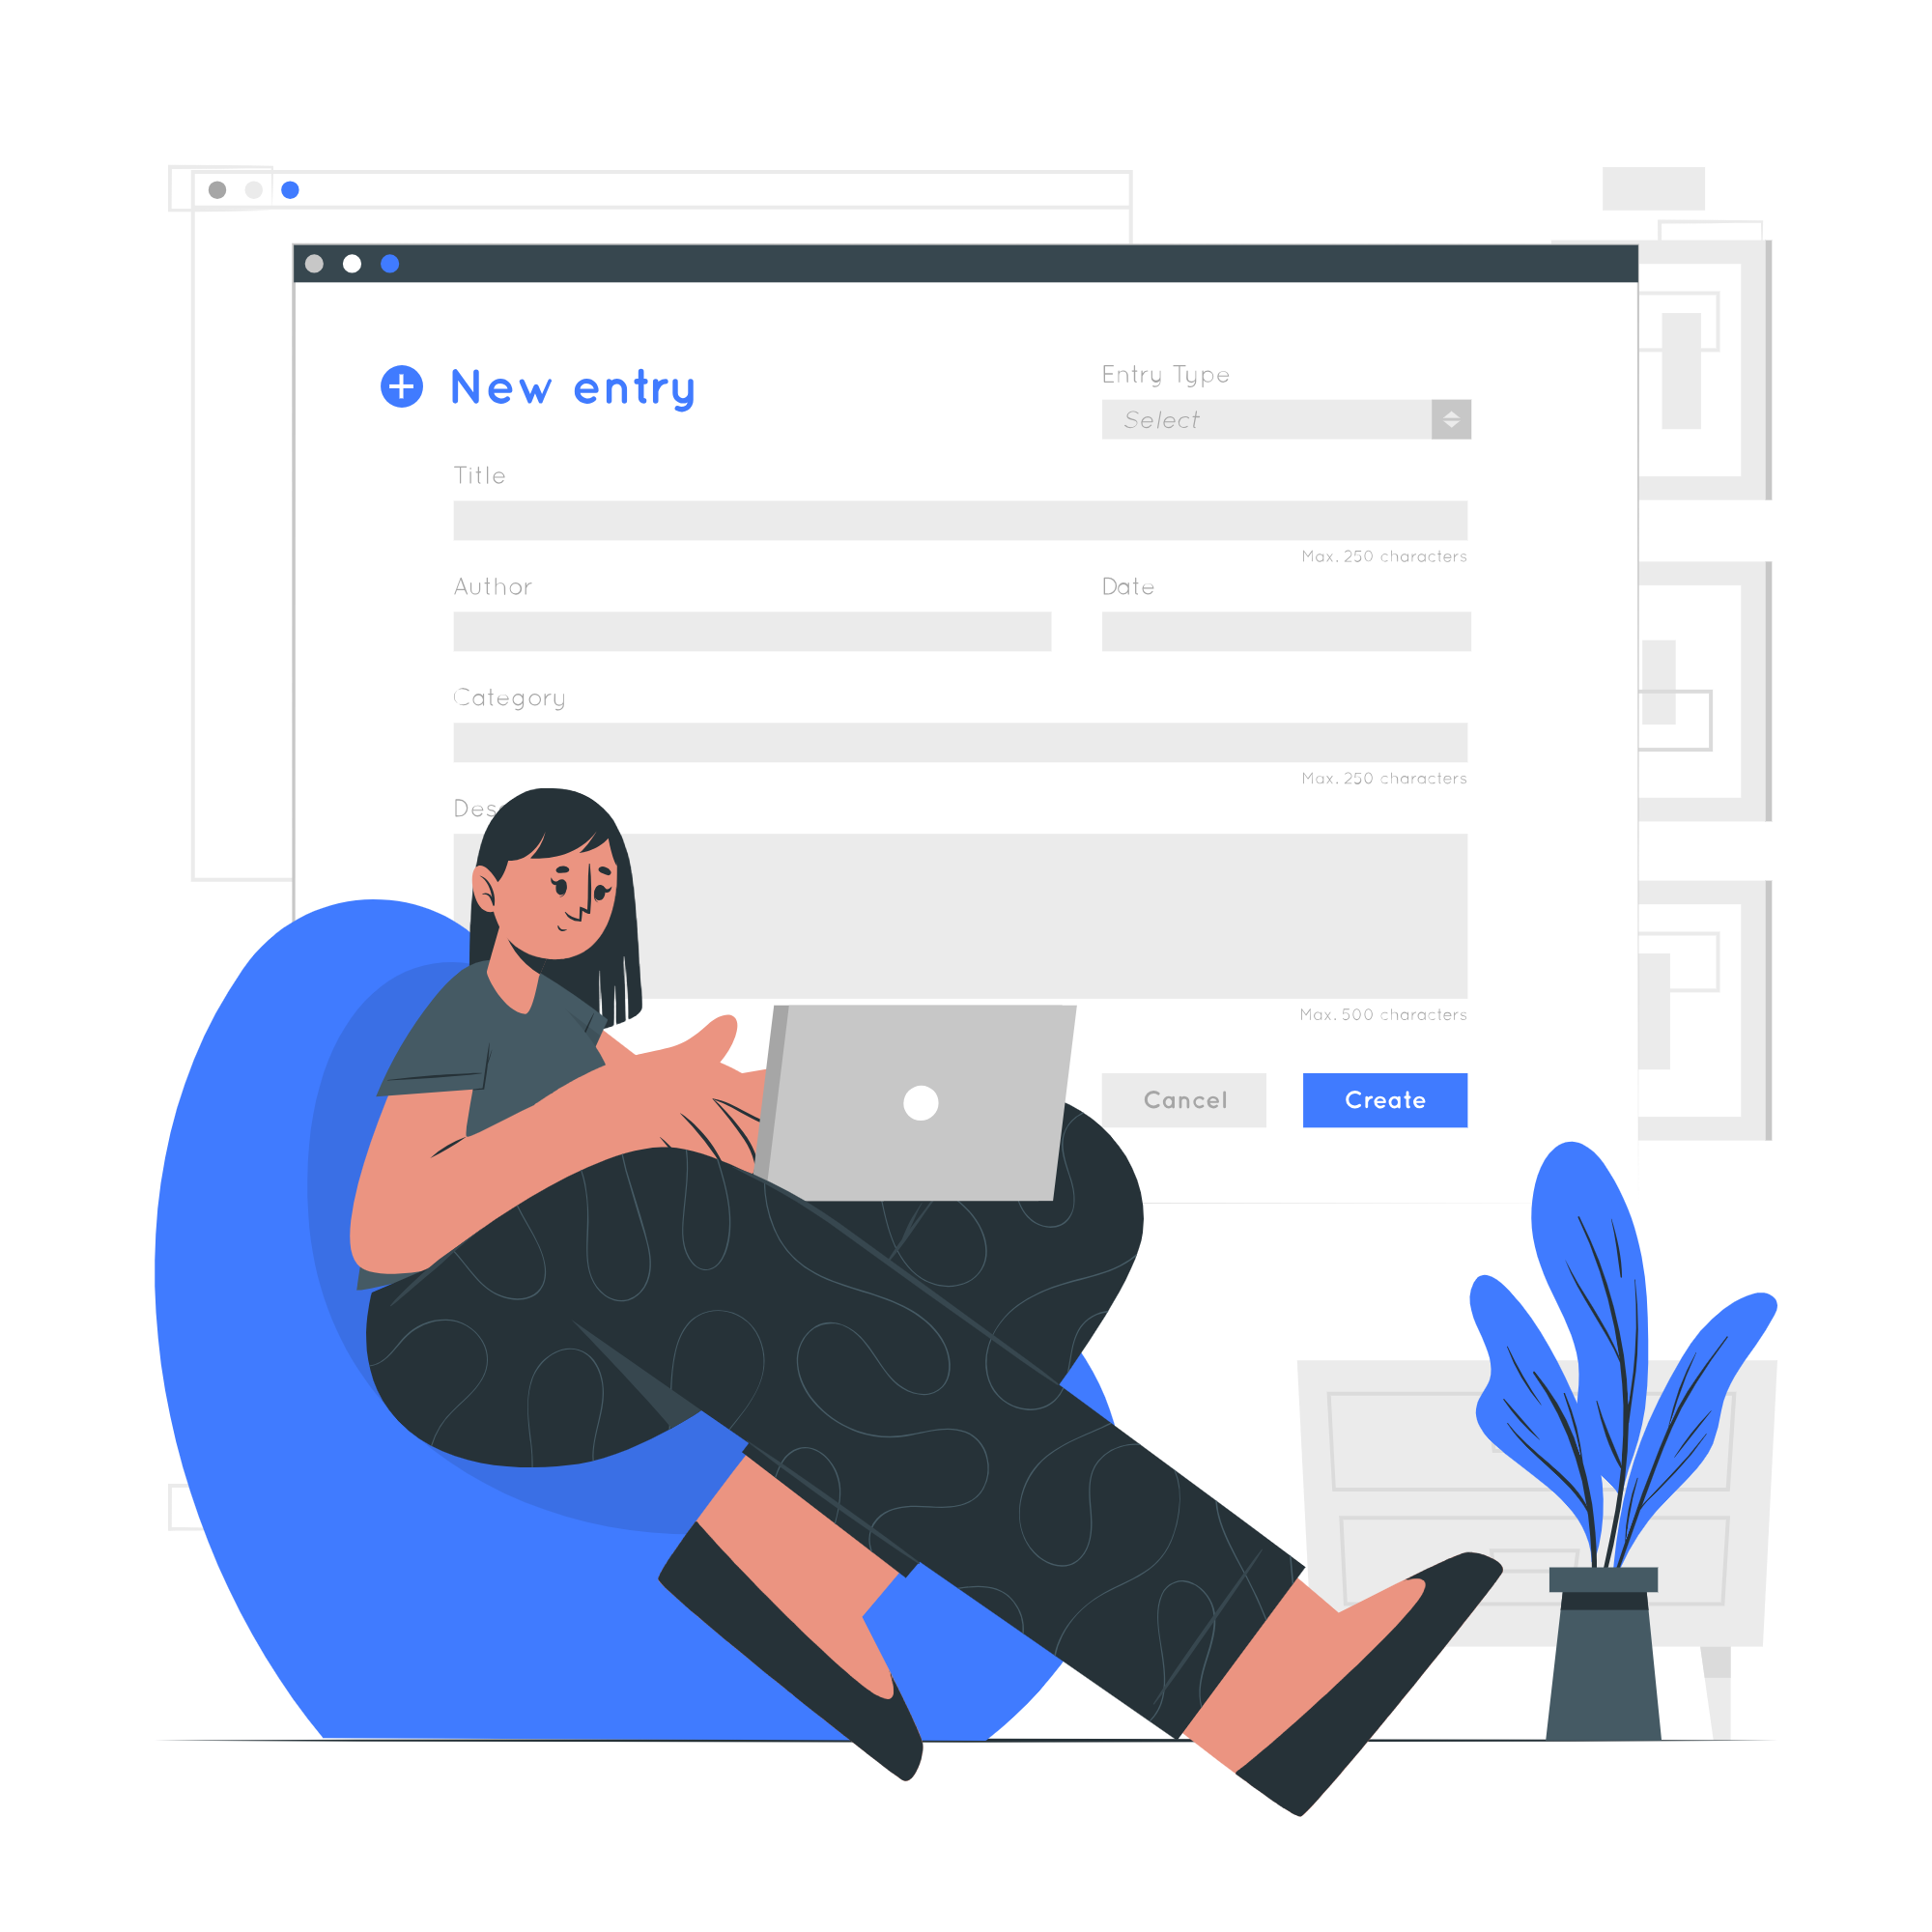 New entry
Entry Type
Select
Title
Max. 250 characters
Author
Date
Category
Max. 250 characters
Des
Max. 500 characters
Cancel
Create